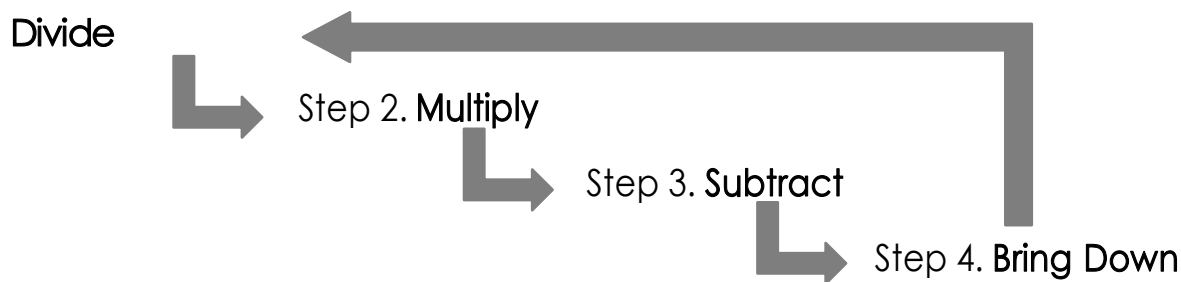 Divide
Step 2. Multiply
Step 3. Subtract
Step 4. Bring Down